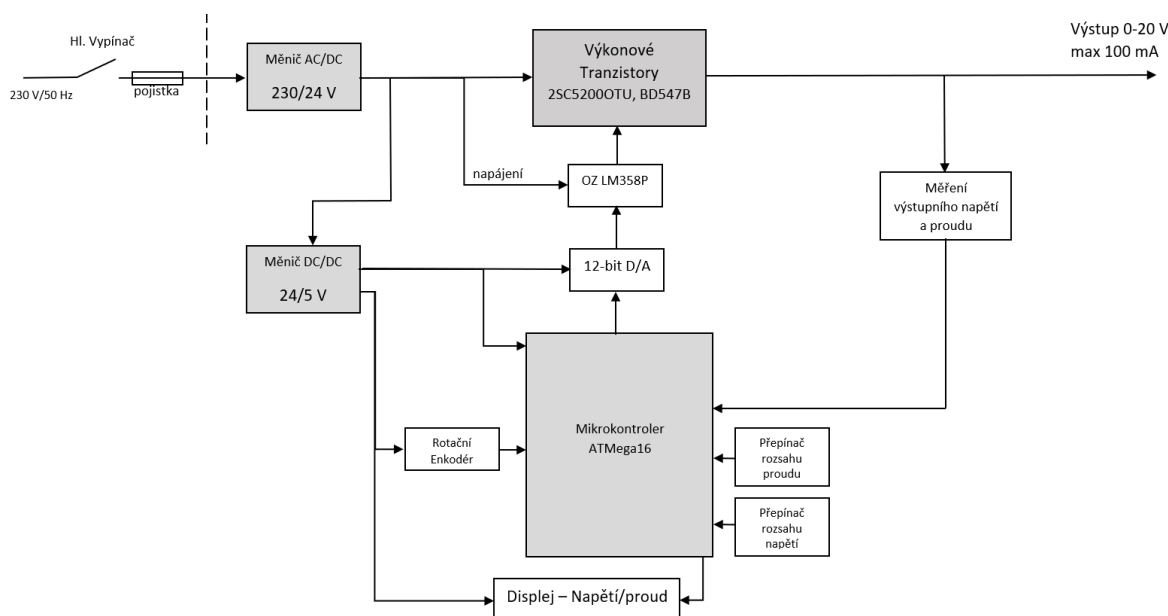 Výstup 0-20 V
max 100 mA
Hl. Vypínač
230 V/50 Hz
pojistka
Měnič AC/DC
230/24 V
Výkonové
Tranzistory
2SC5200OTU, BD547B
napájení
OZ LM358P
Měření
výstupního napětí
a proudu
Měnič DC/DC
24/5 V
12-bit D/A
Mikrokontroler
ATMega16
Rotační
Enkodér
Přepínač
rozsahu
proudu
Přepínač
rozsahu
napětí
Displej – Napětí/proud